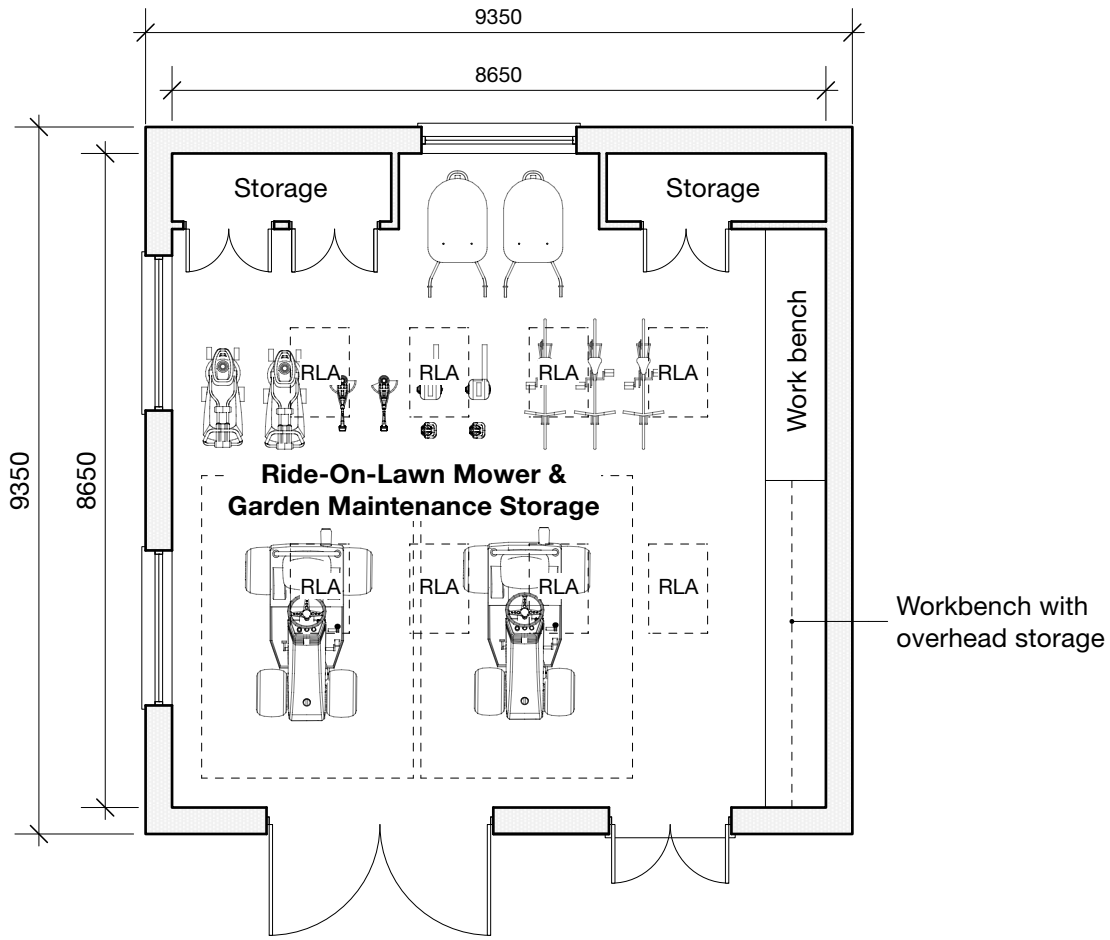 9350
8650
9350
8650
Storage
Storage
Work bench
RLA
RLA
RLA
RLA
Ride-On-Lawn Mower &
Garden Maintenance Storage
RLA
RLA
RLA
RLA
Workbench with
overhead storage